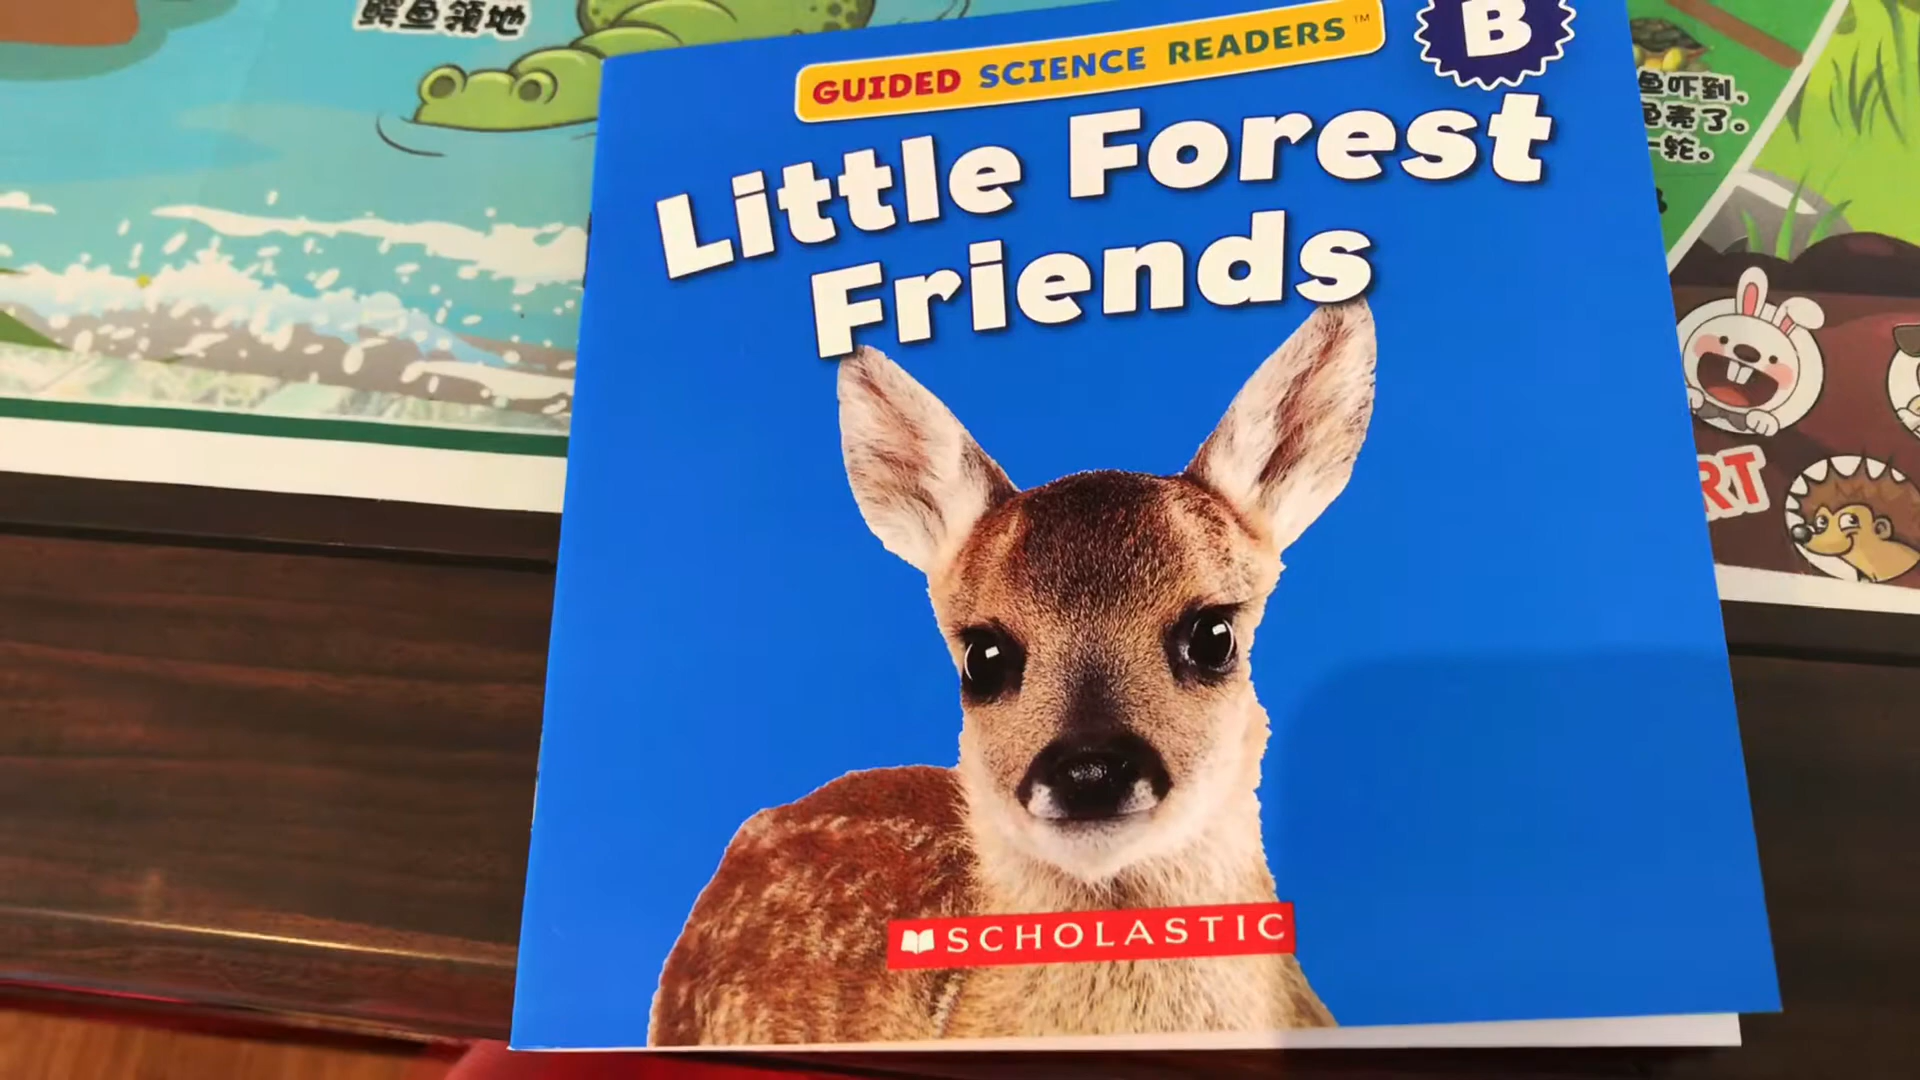 鳄鱼领地
GUIDED SCIENCE READERS™
B
Little Forest
Friends
SCHOLASTIC
鱼吓到,
鱼壳了。
一轮。
RT